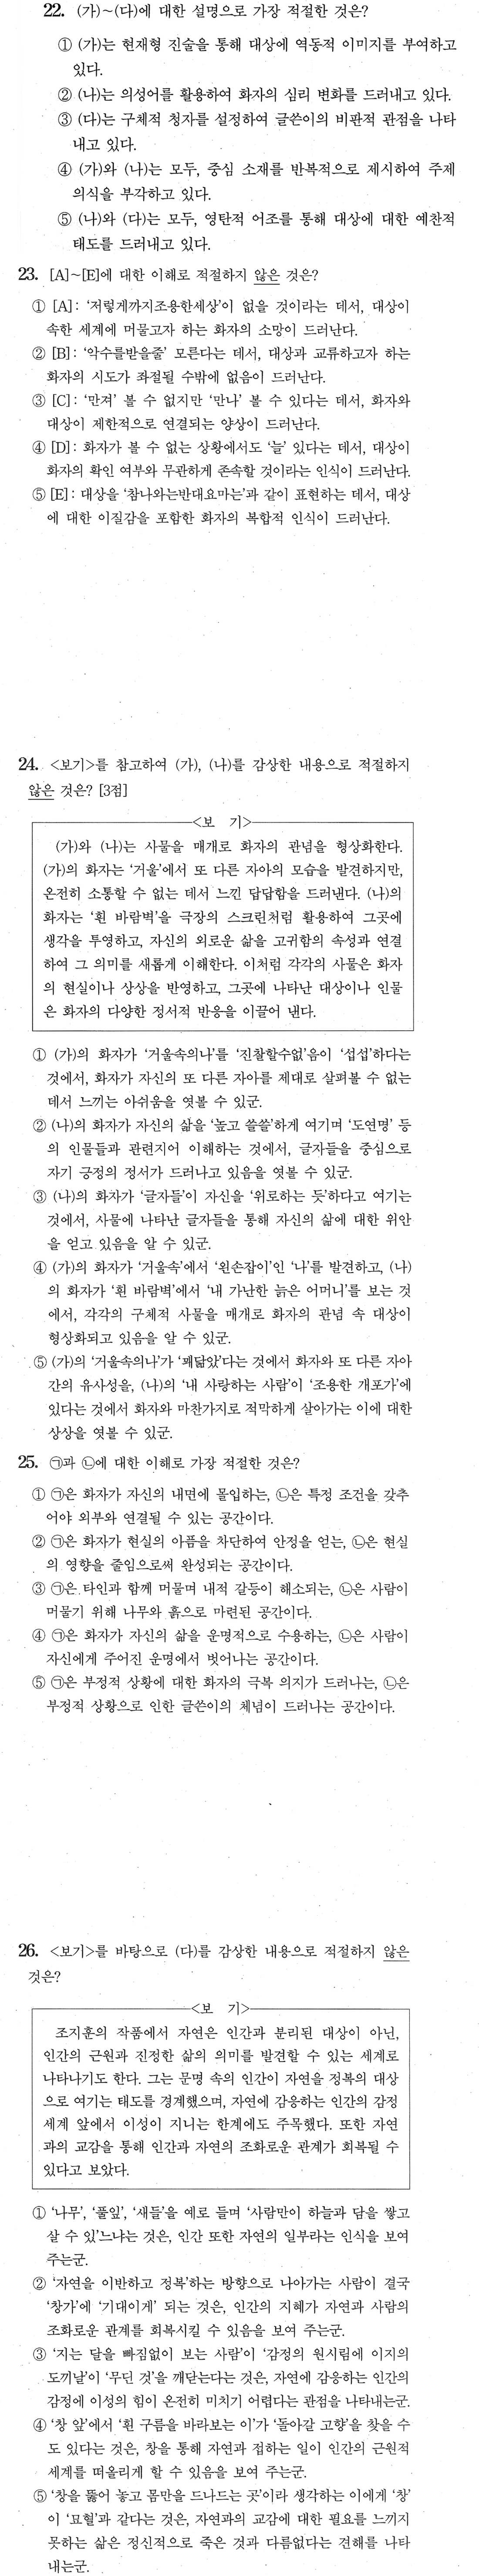 22. (가)~(다)에 대한 설명으로 가장 적절한 것은?
① (가)는 현재형 진술을 통해 대상에 역동적 이미지를 부여하고
있다.
② (나)는 의성어를 활용하여 화자의 심리 변화를 드러내고 있다.
③ (다)는 구체적 청자를 설정하여 글쓴이의 비판적 관점을 나타
내고 있다.
④ (가)와 (나)는 모두, 중심 소재를 반복적으로 제시하여 주제
의식을 부각하고 있다.
⑤ (나)와 (다)는 모두, 영탄적 어조를 통해 대상에 대한 예찬적
태도를 드러내고 있다.
23. [A]~[E]에 대한 이해로 적절하지 않은 것은?
① [A]: ‘저렇게까지조용한세상’이 없을 것이라는 데서, 대상이
속한 세계에 머물고자 하는 화자의 소망이 드러난다.
② [B]: ‘악수를받을줄’ 모른다는 데서, 대상과 교류하고자 하는
화자의 시도가 좌절될 수밖에 없음이 드러난다.
③ [C]: ‘만져’ 볼 수 없지만 ‘만나’ 볼 수 있다는 데서, 화자와
대상이 제한적으로 연결되는 양상이 드러난다.
④ [D]: 화자가 볼 수 없는 상황에서도 ‘늘’ 있다는 데서, 대상이
화자의 확인 여부와 무관하게 존속할 것이라는 인식이 드러난다.
⑤ [E]: 대상을 ‘참나와는반대요마는’과 같이 표현하는 데서, 대상
에 대한 이질감을 포함한 화자의 복합적 인식이 드러난다.
24. <보기>를 참고하여 (가), (나)를 감상한 내용으로 적절하지
않은 것은? [3점]
<보 기>
(가)와 (나)는 사물을 매개로 화자의 관념을 형상화한다.
(가)의 화자는 ‘거울’에서 또 다른 자아의 모습을 발견하지만,
온전히 소통할 수 없는 데서 느낀 답답함을 드러낸다. (나)의
화자는 ‘흰 바람벽’을 극장의 스크린처럼 활용하여 그곳에
생각을 투영하고, 자신의 외로운 삶을 고귀함의 속성과 연결
하여 그 의미를 새롭게 이해한다. 이처럼 각각의 사물은 화자
의 현실이나 상상을 반영하고, 그곳에 나타난 대상이나 인물
은 화자의 다양한 정서적 반응을 이끌어 낸다.
① (가)의 화자가 ‘거울속의나’를 ‘진찰할수없’음이 ‘섭섭’하다는
것에서, 화자가 자신의 또 다른 자아를 제대로 살펴볼 수 없는
데서 느끼는 아쉬움을 엿볼 수 있군.
② (나)의 화자가 자신의 삶을 ‘높고 쓸쓸’하게 여기며 ‘도연명’ 등
의 인물들과 관련지어 이해하는 것에서, 글자들을 중심으로
자기 긍정의 정서가 드러나고 있음을 엿볼 수 있군.
③ (나)의 화자가 ‘글자들’이 자신을 ‘위로하는 듯’하다고 여기는
것에서, 사물에 나타난 글자들을 통해 자신의 삶에 대한 위안
을 얻고 있음을 알 수 있군.
④ (가)의 화자가 ‘거울속’에서 ‘왼손잡이’인 ‘나’를 발견하고, (나)
의 화자가 ‘흰 바람벽’에서 ‘내 가난한 늙은 어머니’를 보는 것
에서, 각각의 구체적 사물을 매개로 화자의 관념 속 대상이
형상화되고 있음을 알 수 있군.
⑤ (가)의 ‘거울속의나’가 ‘꽤닮았’다는 것에서 화자와 또 다른 자아
간의 유사성을, (나)의 ‘내 사랑하는 사람’이 ‘조용한 개포가’에
있다는 것에서 화자와 마찬가지로 적막하게 살아가는 이에 대한
상상을 엿볼 수 있군.
25. ㉠과 ㉡에 대한 이해로 가장 적절한 것은?
① ㉠은 화자가 자신의 내면에 몰입하는, ㉡은 특정 조건을 갖추
어야 외부와 연결될 수 있는 공간이다.
② ㉠은 화자가 현실의 아픔을 차단하여 안정을 얻는, ㉡은 현실
의 영향을 줄임으로써 완성되는 공간이다.
③ ㉠은 타인과 함께 머물며 내적 갈등이 해소되는, ㉡은 사람이
머물기 위해 나무와 흙으로 마련된 공간이다.
④ ㉠은 화자가 자신의 삶을 운명적으로 수용하는, ㉡은 사람이
자신에게 주어진 운명에서 벗어나는 공간이다.
⑤ ㉠은 부정적 상황에 대한 화자의 극복 의지가 드러나는, ㉡은
부정적 상황으로 인한 글쓴이의 체념이 드러나는 공간이다.
26. <보기>를 바탕으로 (다)를 감상한 내용으로 적절하지 않은
것은?
<보 기>
조지훈의 작품에서 자연은 인간과 분리된 대상이 아닌,
인간의 근원과 진정한 삶의 의미를 발견할 수 있는 세계로
나타나기도 한다. 그는 문명 속의 인간이 자연을 정복의 대상
으로 여기는 태도를 경계했으며, 자연에 감응하는 인간의 감정
세계 앞에서 이성이 지니는 한계에도 주목했다. 또한 자연
과의 교감을 통해 인간과 자연의 조화로운 관계가 회복될 수
있다고 보았다.
① ‘나무’, ‘풀잎’, ‘새들’을 예로 들며 ‘사람만이 하늘과 담을 쌓고
살 수 있’느냐는 것은, 인간 또한 자연의 일부라는 인식을 보여
주는군.
② ‘자연을 이반하고 정복’하는 방향으로 나아가는 사람이 결국
‘창가’에 ‘기대이게’ 되는 것은, 인간의 지혜가 자연과 사람의
조화로운 관계를 회복시킬 수 있음을 보여 주는군.
③ ‘지는 달을 빠짐없이 보는 사람’이 ‘감정의 원시림에 이지의
도끼날’이 ‘무딘 것’을 깨닫는다는 것은, 자연에 감응하는 인간의
감정에 이성의 힘이 온전히 미치기 어렵다는 관점을 나타내는군.
④ ‘창 앞’에서 ‘흰 구름을 바라보는 이’가 ‘돌아갈 고향’을 찾을 수
도 있다는 것은, 창을 통해 자연과 접하는 일이 인간의 근원적
세계를 떠올리게 할 수 있음을 보여 주는군.
⑤ ‘창을 뚫어 놓고 몸만을 드나드는 곳’이라 생각하는 이에게 ‘창’
이 ‘묘혈’과 같다는 것은, 자연과의 교감에 대한 필요를 느끼지
못하는 삶은 정신적으로 죽은 것과 다름없다는 견해를 나타
내는군.